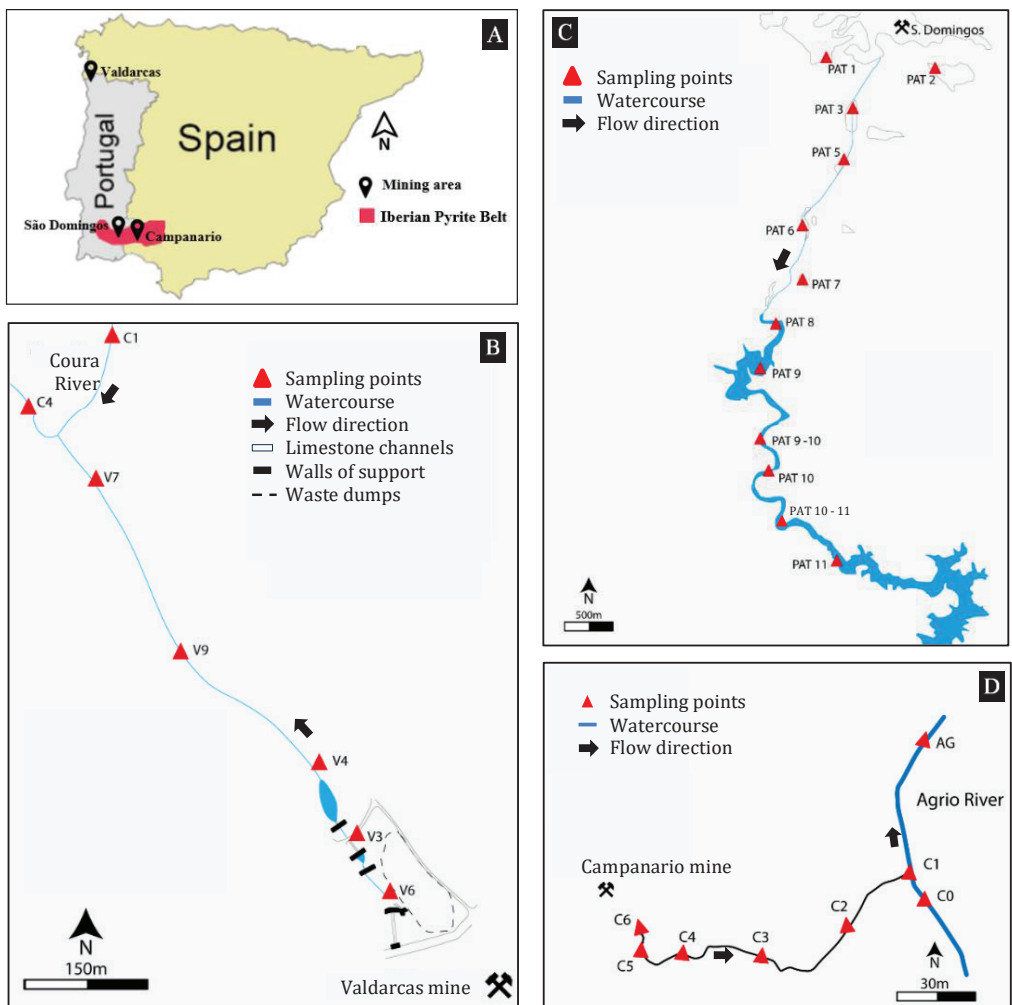 A
Valdarcas
Portugal
Spain
N
Mining area
Iberian Pyrite Belt
São Domingos
Campanario
B
C1
Coura
River
C4
Sampling points
Watercourse
Flow direction
Limestone channels
Walls of support
Waste dumps
V7
V9
V4
V3
V6
N
150m
Valdarcas mine
C
S. Domingos
Sampling points
Watercourse
Flow direction
PAT 1
PAT 2
PAT 3
PAT 5
PAT 6
PAT 7
PAT 8
PAT 9
PAT 9 -10
PAT 10
PAT 10 - 11
PAT 11
N
500m
D
Sampling points
Watercourse
Flow direction
AG
Agrio River
Campanario mine
C1
C0
C2
C6
C5
C4
C3
N
30m